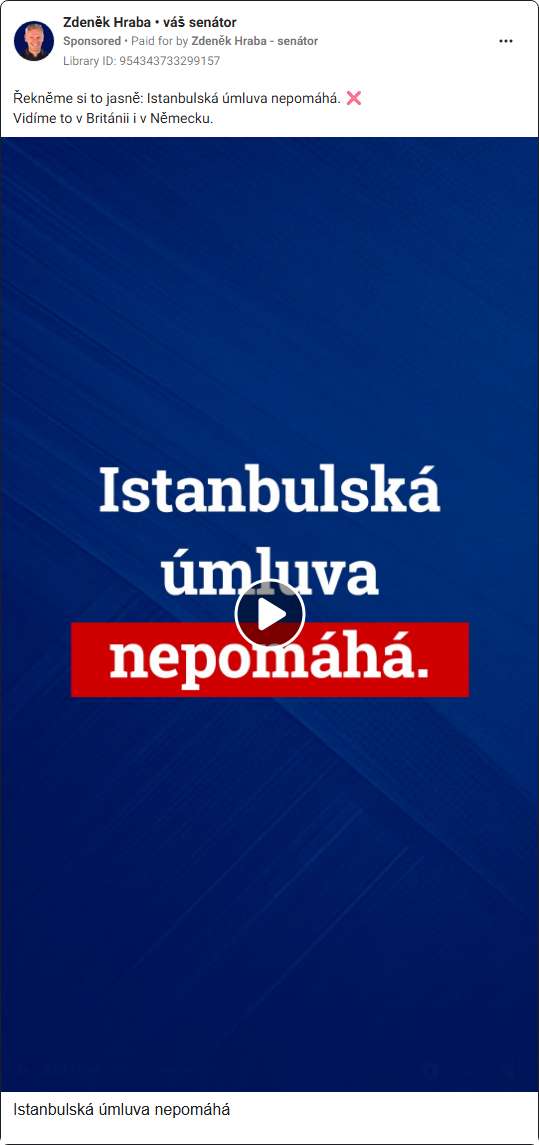 Zdeněk Hraba • váš senátor
Sponsored • Paid for by Zdeněk Hraba - senátor
Library ID: 954343733299157
Řekněme si to jasně: Istanbulská úmluva nepomáhá. ❌
Vidíme to v Británii i v Německu.
Istanbulská
úmluva
nepomáhá.
Istanbulská úmluva nepomáhá